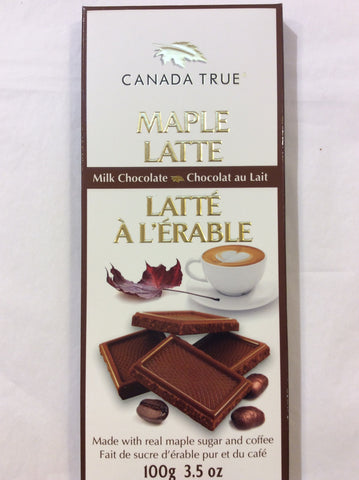 CANADA TRUE
MAPLE
LATTE
Milk Chocolate Chocolat au Lait
LATTÉ
À L'ÉRABLE
Made with real maple sugar and coffee
Fait de sucre d'érable pur et du café
100g 3.5 oz